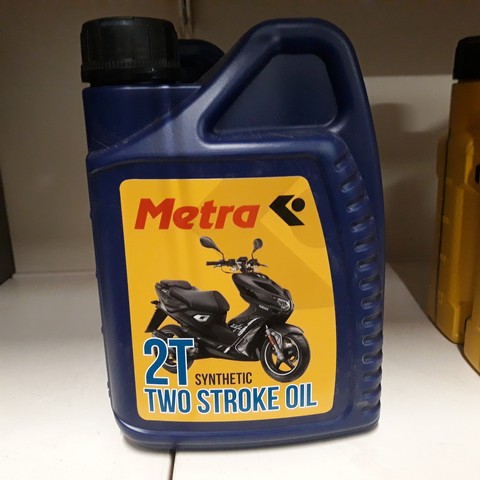 Metra
2T
SYNTHETIC
TWO STROKE OIL